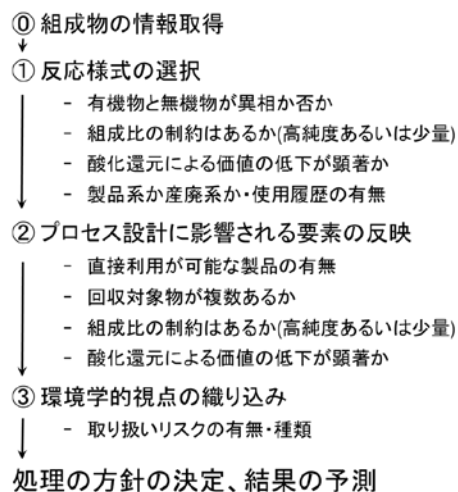 ⓪ 組成物の情報取得
① 反応様式の選択
- 有機物と無機物が異相か否か
- 組成比の制約はあるか(高純度あるいは少量)
- 酸化還元による価値の低下が顕著か
- 製品系か産廃系か・使用履歴の有無
② プロセス設計に影響される要素の反映
- 直接利用が可能な製品の有無
- 回収対象物が複数あるか
- 組成比の制約はあるか(高純度あるいは少量)
- 酸化還元による価値の低下が顕著か
③ 環境学的視点の織り込み
- 取り扱いリスクの有無・種類
処理の方針の決定、結果の予測